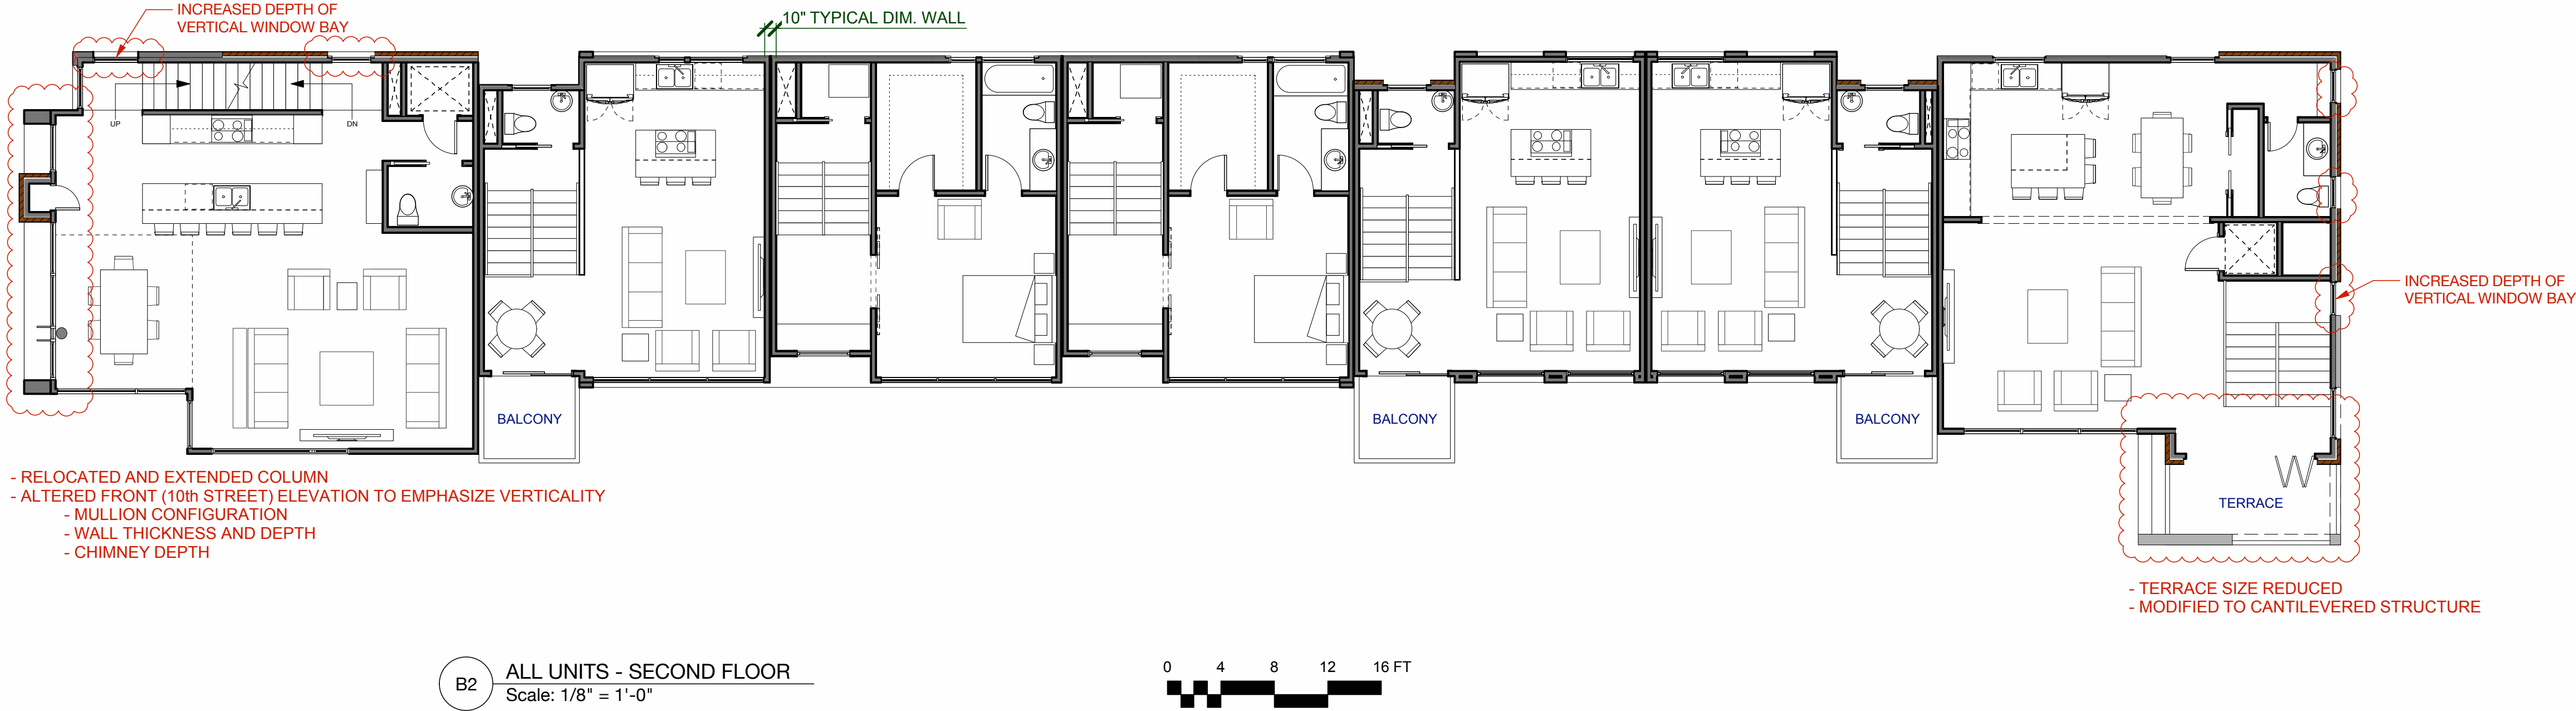 INCREASED DEPTH OF
VERTICAL WINDOW BAY
10" TYPICAL DIM. WALL
UP
DN
INCREASED DEPTH OF
VERTICAL WINDOW BAY
BALCONY
BALCONY
BALCONY
TERRACE
- RELOCATED AND EXTENDED COLUMN
- ALTERED FRONT (10th STREET) ELEVATION TO EMPHASIZE VERTICALITY
- MULLION CONFIGURATION
- WALL THICKNESS AND DEPTH
- CHIMNEY DEPTH
- TERRACE SIZE REDUCED
- MODIFIED TO CANTILEVERED STRUCTURE
B2
ALL UNITS - SECOND FLOOR
Scale: 1/8" = 1'-0"
0 4 8 12 16 FT